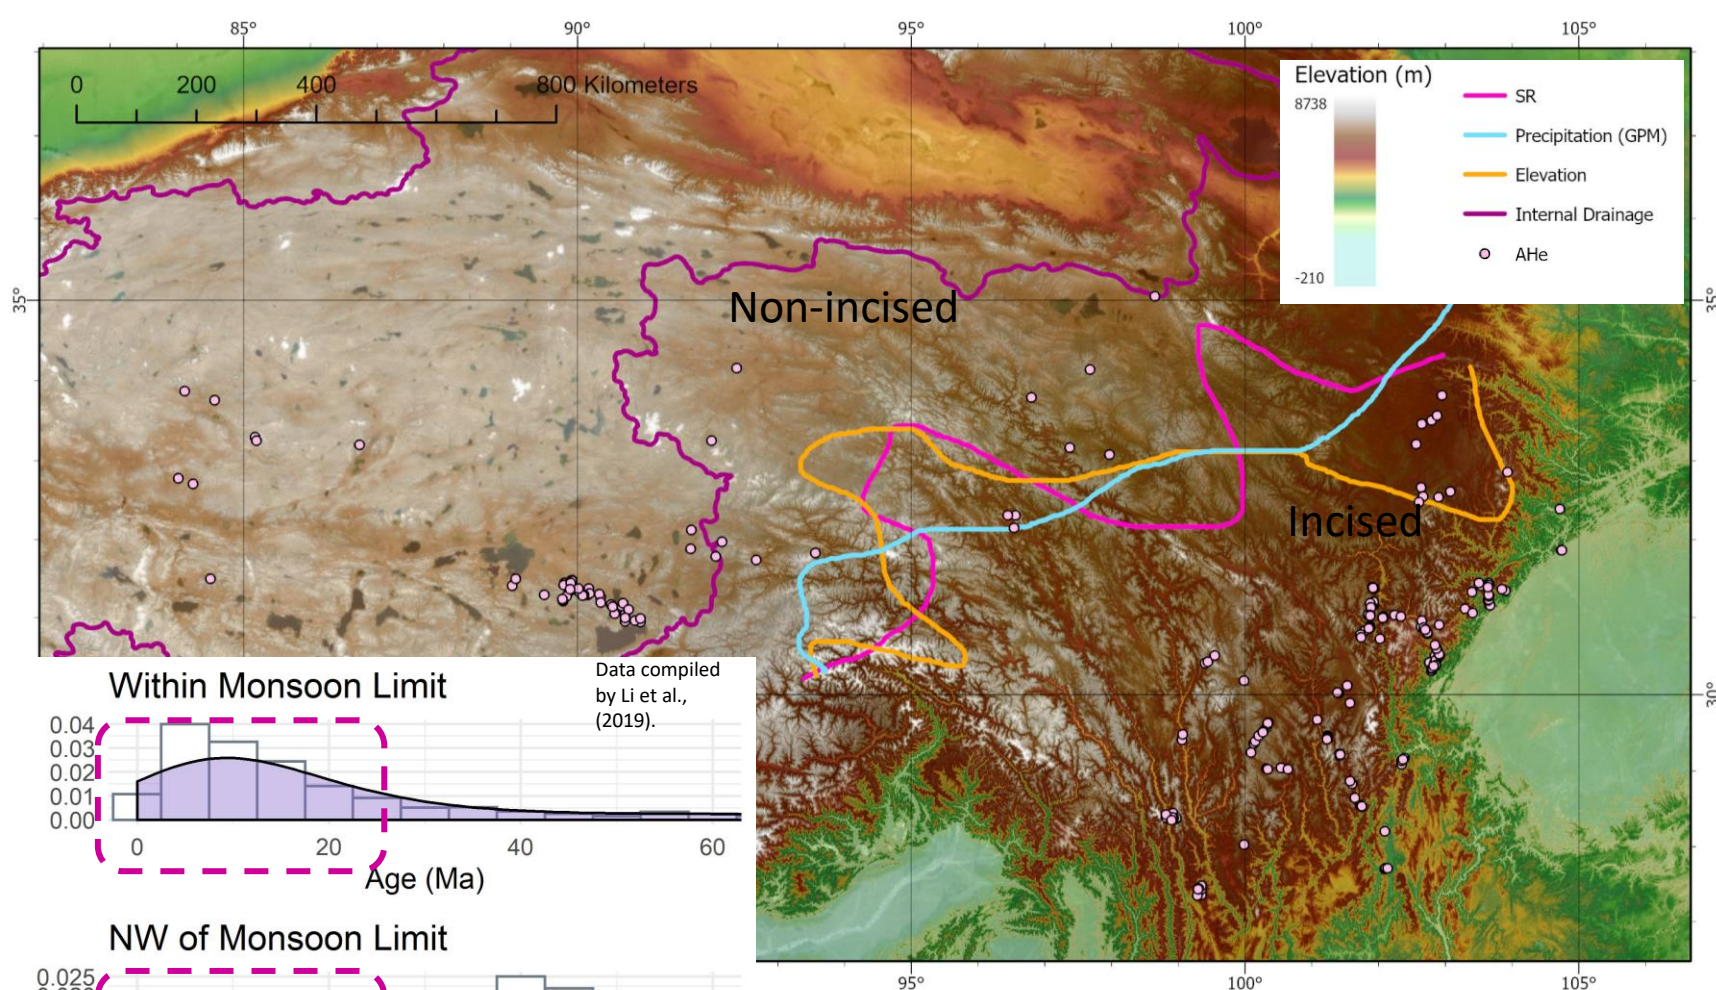 85°
90°
95°
100°
105°
0
200
400
800 Kilometers
Elevation (m)
8738
-210
SR
Precipitation (GPM)
Elevation
Internal Drainage
AHe
35°
Non-incised
Incised
Within Monsoon Limit
Data compiled
by Li et al.,
(2019).
0.04
0.03
0.02
0.01
0.00
0
20
40
60
Age (Ma)
NW of Monsoon Limit
0.025
95°
100°
105°